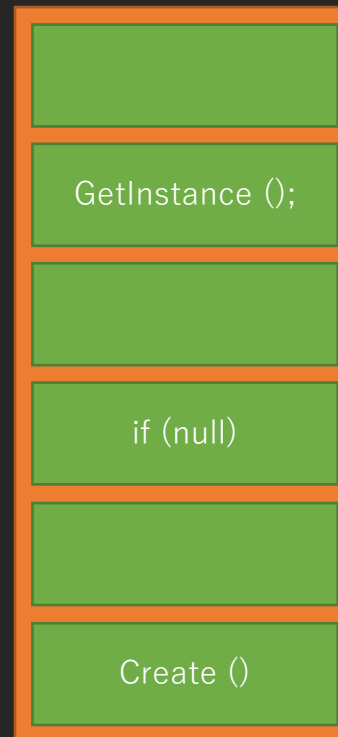 GetInstance ();
if (null)
Create ()